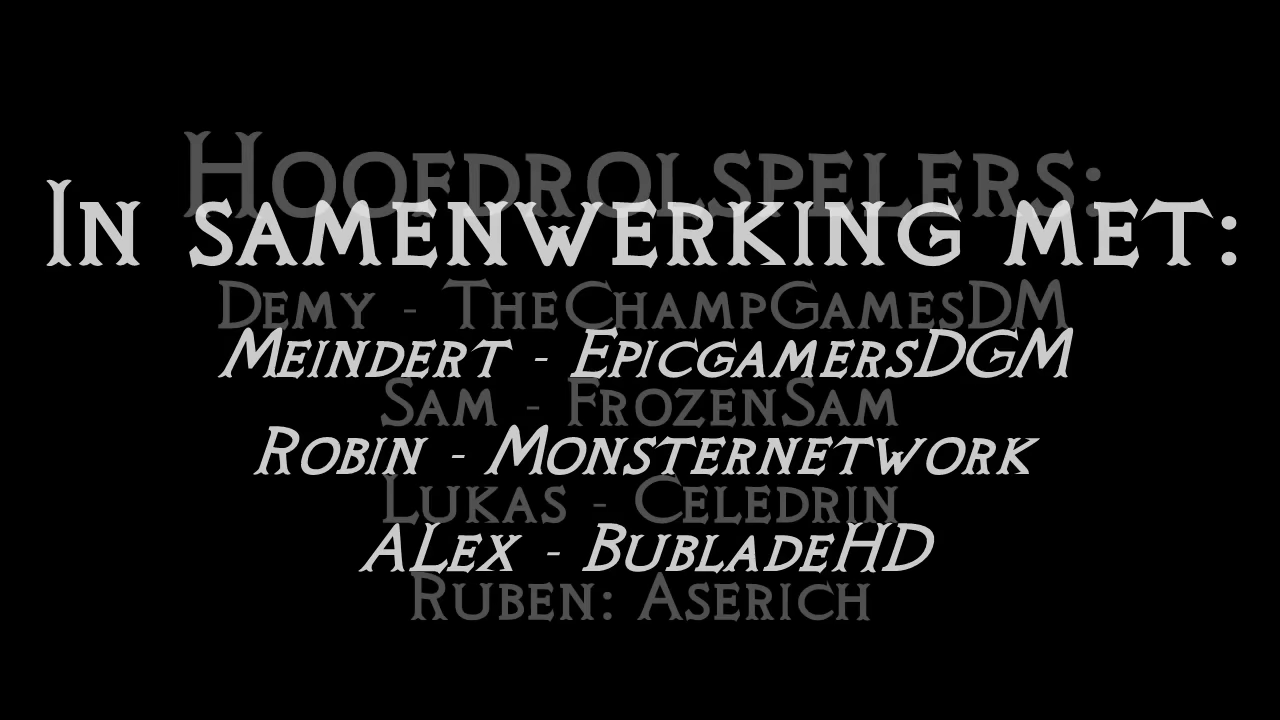 Hoofdrolspelers:
In samenwerking met:
Demy - TheChampGamesDM
Meindert - EpicgamersDGM
Sam - FrozenSam
Robin - Monsternetwork
Lukas - Celedrin
ALex - BubladeHD
Ruben: Aserich